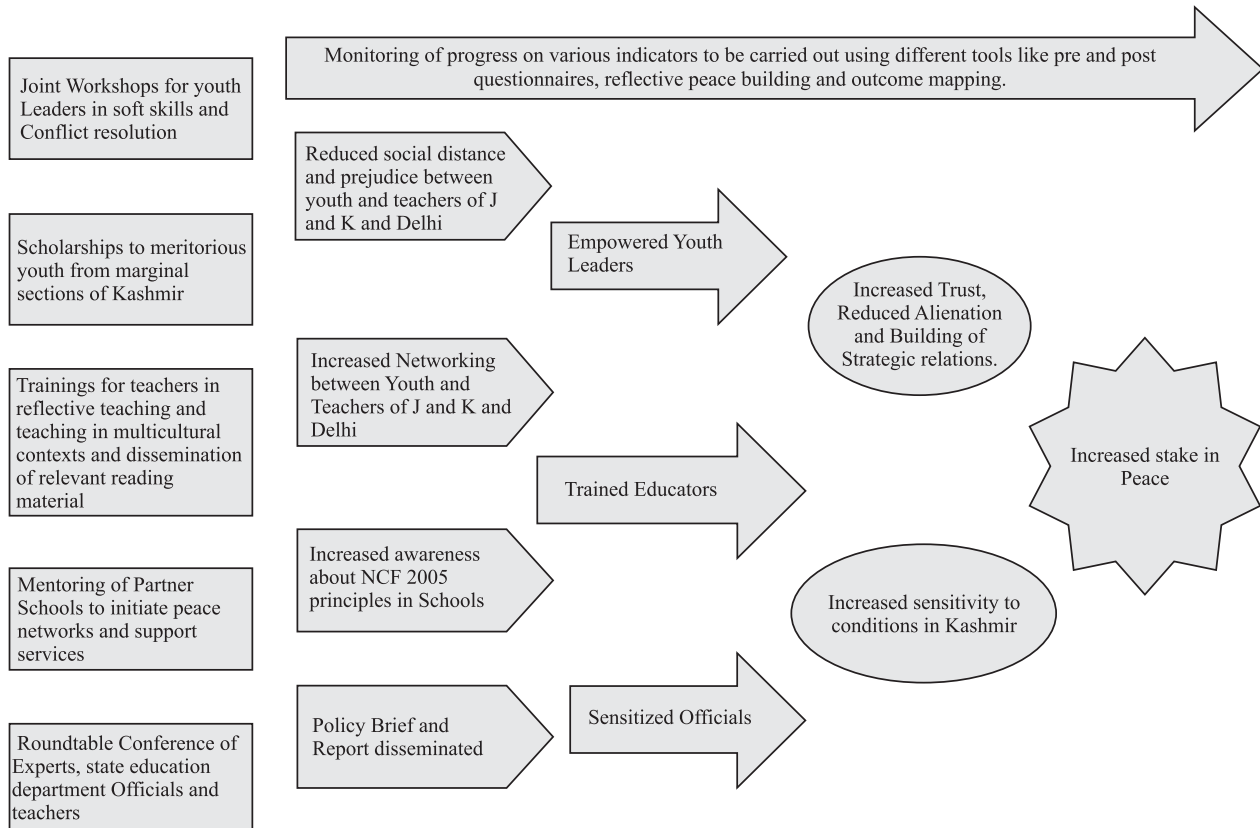 Monitoring of progress on various indicators to be carried out using different tools like pre and post
questionnaires, reflective peace building and outcome mapping.
Joint Workshops for youth
Leaders in soft skills and
Conflict resolution
Scholarships to meritorious
youth from marginal
sections of Kashmir
Trainings for teachers in
reflective teaching and
teaching in multicultural
contexts and dissemination
of relevant reading
material
Mentoring of Partner
Schools to initiate peace
networks and support
services
Roundtable Conference of
Experts, state education
department Officials and
teachers
Reduced social distance
and prejudice between
youth and teachers of J
and K and Delhi
Increased Networking
between Youth and
Teachers of J and K and
Delhi
Increased awareness
about NCF 2005
principles in Schools
Policy Brief and
Report disseminated
Empowered Youth
Leaders
Trained Educators
Sensitized Officials
Increased Trust,
Reduced Alienation
and Building of
Strategic relations.
Increased sensitivity to
conditions in Kashmir
Increased stake in
Peace